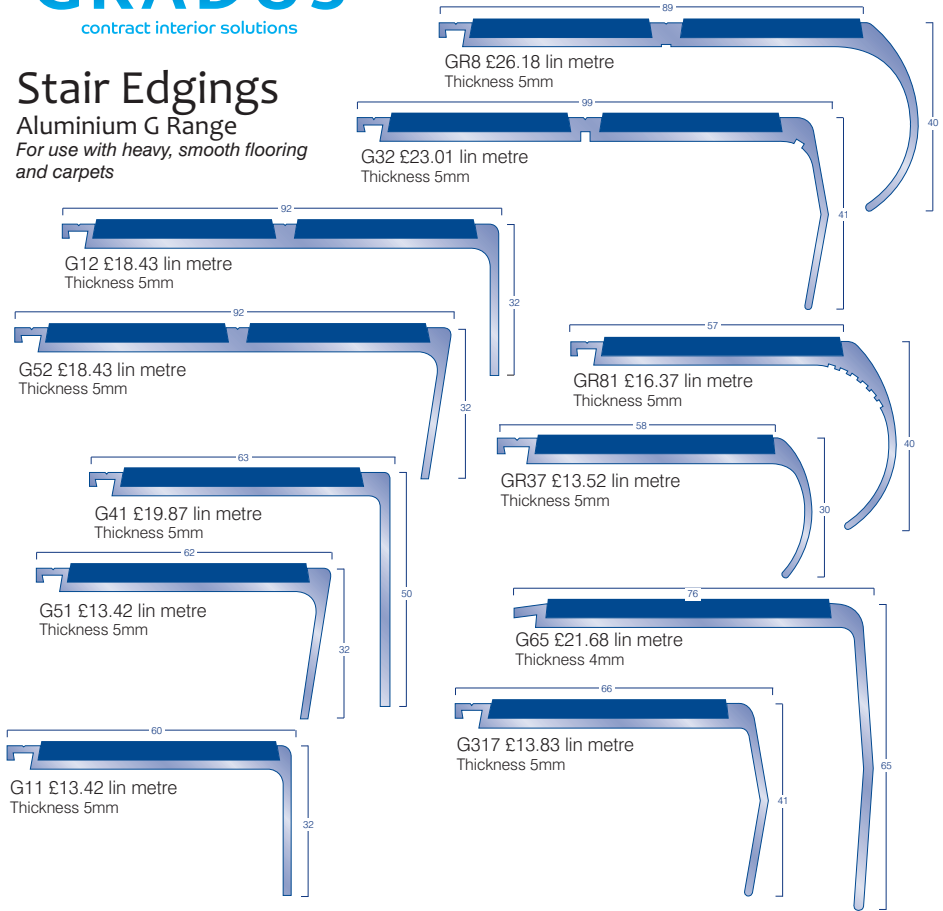 GRADUS
contract interior solutions
Stair Edgings
Aluminium G Range
For use with heavy, smooth flooring
and carpets
89
GR8 £26.18 lin metre
Thickness 5mm
40
99
G32 £23.01 lin metre
Thickness 5mm
41
92
G12 £18.43 lin metre
Thickness 5mm
32
92
G52 £18.43 lin metre
Thickness 5mm
32
57
GR81 £16.37 lin metre
Thickness 5mm
40
58
GR37 £13.52 lin metre
Thickness 5mm
30
63
G41 £19.87 lin metre
Thickness 5mm
50
62
G51 £13.42 lin metre
Thickness 5mm
32
76
G65 £21.68 lin metre
Thickness 4mm
65
66
G317 £13.83 lin metre
Thickness 5mm
41
60
G11 £13.42 lin metre
Thickness 5mm
32